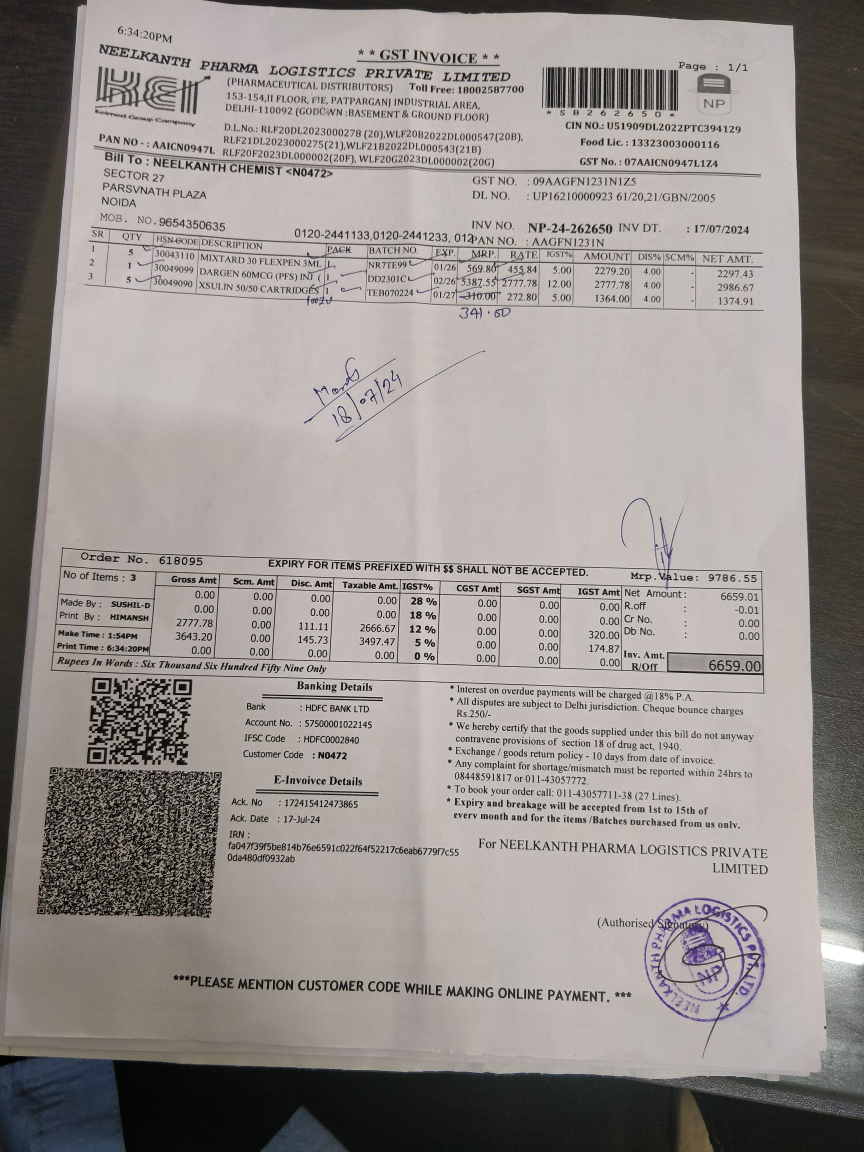 6:34:20PM
* * GST INVOICE * *
Page : 1/1
NEELKANTH PHARMA LOGISTICS PRIVATE LIMITED
(PHARMACEUTICAL DISTRIBUTORS) Toll Free: 18002587700
153-154,II FLOOR, FIE, PATPARGANJ INDUSTRIAL AREA,
DELHI-110092 (GODOWN :BASEMENT & GROUND FLOOR)
KEI
Keimed Group Company
* S B 2 6 2 6 5 0 *
NP
CIN NO.: U51909DL2022PTC394129
Food Lic. : 13323003000116
GST No. : 07AAICN0947L1Z4
D.L.No.: RLF20DL2023000278 (20),WLF20B2022DL000547(20B),
RLF21DL2023000275(21),WLF21B2022DL000543(21B)
PAN NO - : AAICN0947L RLF20F2023DL000002(20F), WLF20G2023DL000002(20G)
Bill To : NEELKANTH CHEMIST <N0472>
SECTOR 27
PARSVNATH PLAZA
NOIDA
MOB. NO. 9654350635
0120-2441133,0120-2441233, 012
GST NO. : 09AAGFN1231N1Z5
DL NO. : UP16210000923 61/20,21/GBN/2005
INV NO. NP-24-262650 INV DT. : 17/07/2024
PAN NO. : AAGFN1231N
SR QTY HSN CODE DESCRIPTION PACK BATCH NO. EXP. MRP. RATE IGST% AMOUNT DIS% SCM% NET AMT.
1 5 30043110 MIXTARD 30 FLEXPEN 3ML 1 NR7TE99 01/26 569.80 455.84 5.00 2279.20 4.00 - 2297.43
2 1 30049099 DARGEN 60MCG (PFS) INJ ( 1 DD2301C 02/26 5387.55 2777.78 12.00 2777.78 4.00 - 2986.67
3 5 30049090 XSULIN 50/50 CARTRIDGES 1 TEB070224 01/27 310.00 272.80 5.00 1364.00 4.00 - 1374.91
100IU
341.00
18/07/24
Order No. 618095
EXPIRY FOR ITEMS PREFIXED WITH $$ SHALL NOT BE ACCEPTED.
Mrp.Value: 9786.55
No of Items : 3
Made By : SUSHIL-D
Print By : HIMANSH
Make Time : 1:54PM
Print Time : 6:34:20PM
Gross Amt Scm. Amt Disc. Amt Taxable Amt. IGST% CGST Amt SGST Amt IGST Amt
0.00 0.00 0.00 0.00 28 % 0.00 0.00 0.00
0.00 0.00 0.00 0.00 18 % 0.00 0.00 0.00
2777.78 0.00 111.11 2666.67 12 % 0.00 0.00 320.00
3643.20 0.00 145.73 3497.47 5 % 0.00 0.00 174.87
0.00 0.00 0.00 0.00 0 % 0.00 0.00 0.00
Net Amount: 6659.01
R.off : -0.01
Cr No. : 0.00
Db No. : 0.00
Inv. Amt. R/Off 6659.00
Rupees In Words : Six Thousand Six Hundred Fifty Nine Only
Banking Details
Bank : HDFC BANK LTD
Account No. : 57500001022145
IFSC Code : HDFC0002840
Customer Code : N0472
E-Invoivce Details
Ack. No : 172415412473865
Ack. Date : 17-Jul-24
IRN :
fa047f39f5be814b76e6591c022f64f52217c6eab6779f7c55
0da480df0932ab
* Interest on overdue payments will be charged @18% P.A.
* All disputes are subject to Delhi jurisdiction. Cheque bounce charges
Rs.250/-
* We hereby certify that the goods supplied under this bill do not anyway
contravene provisions of section 18 of drug act, 1940.
* Exchange / goods return policy - 10 days from date of invoice.
* Any complaint for shortage/mismatch must be reported within 24hrs to
08448591817 or 011-43057772.
* To book your order call: 011-43057711-38 (27 Lines).
* Expiry and breakage will be accepted from 1st to 15th of
every month and for the items /Batches purchased from us only.
For NEELKANTH PHARMA LOGISTICS PRIVATE
LIMITED
(Authorised Signatory)
NEELKANTH PHARMA LOGISTICS PVT. LTD.
NP
***PLEASE MENTION CUSTOMER CODE WHILE MAKING ONLINE PAYMENT. ***